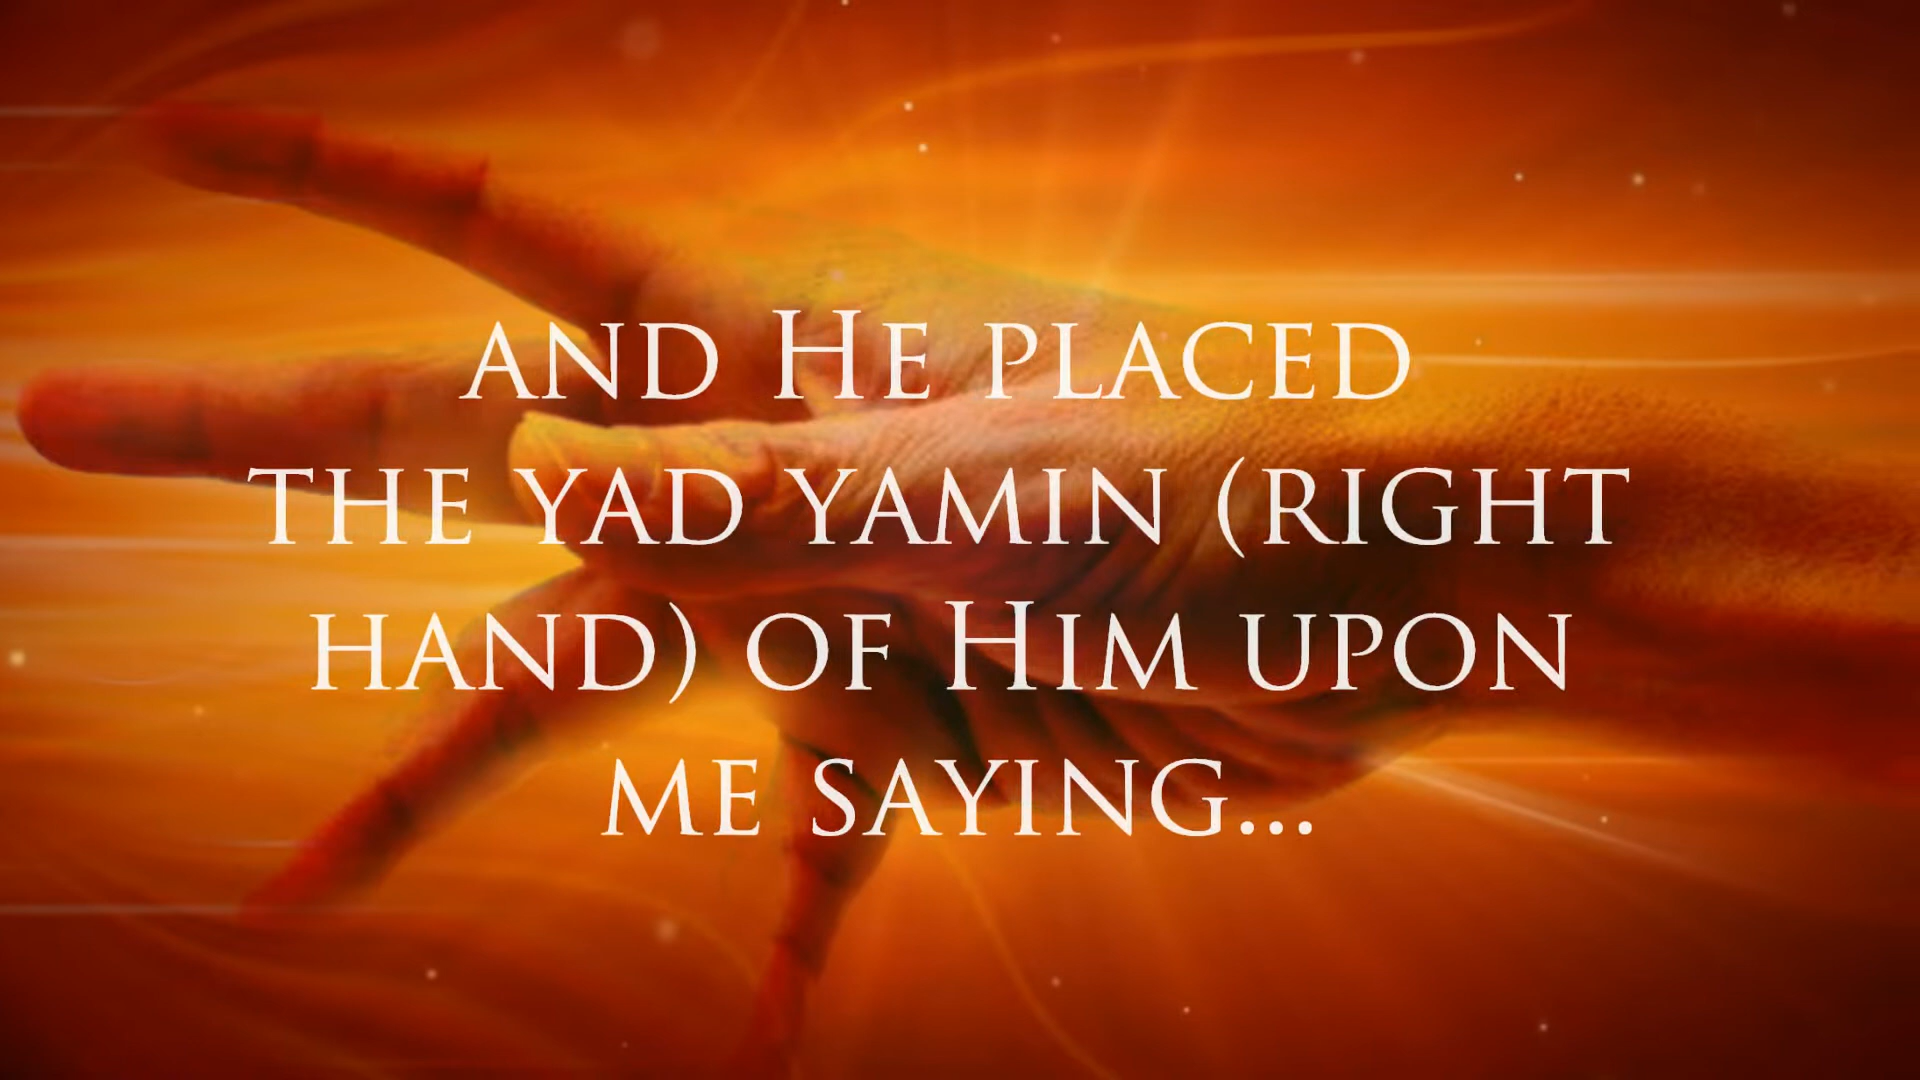 AND HE PLACED
THE YAD YAMIN (RIGHT
HAND) OF HIM UPON
ME SAYING...